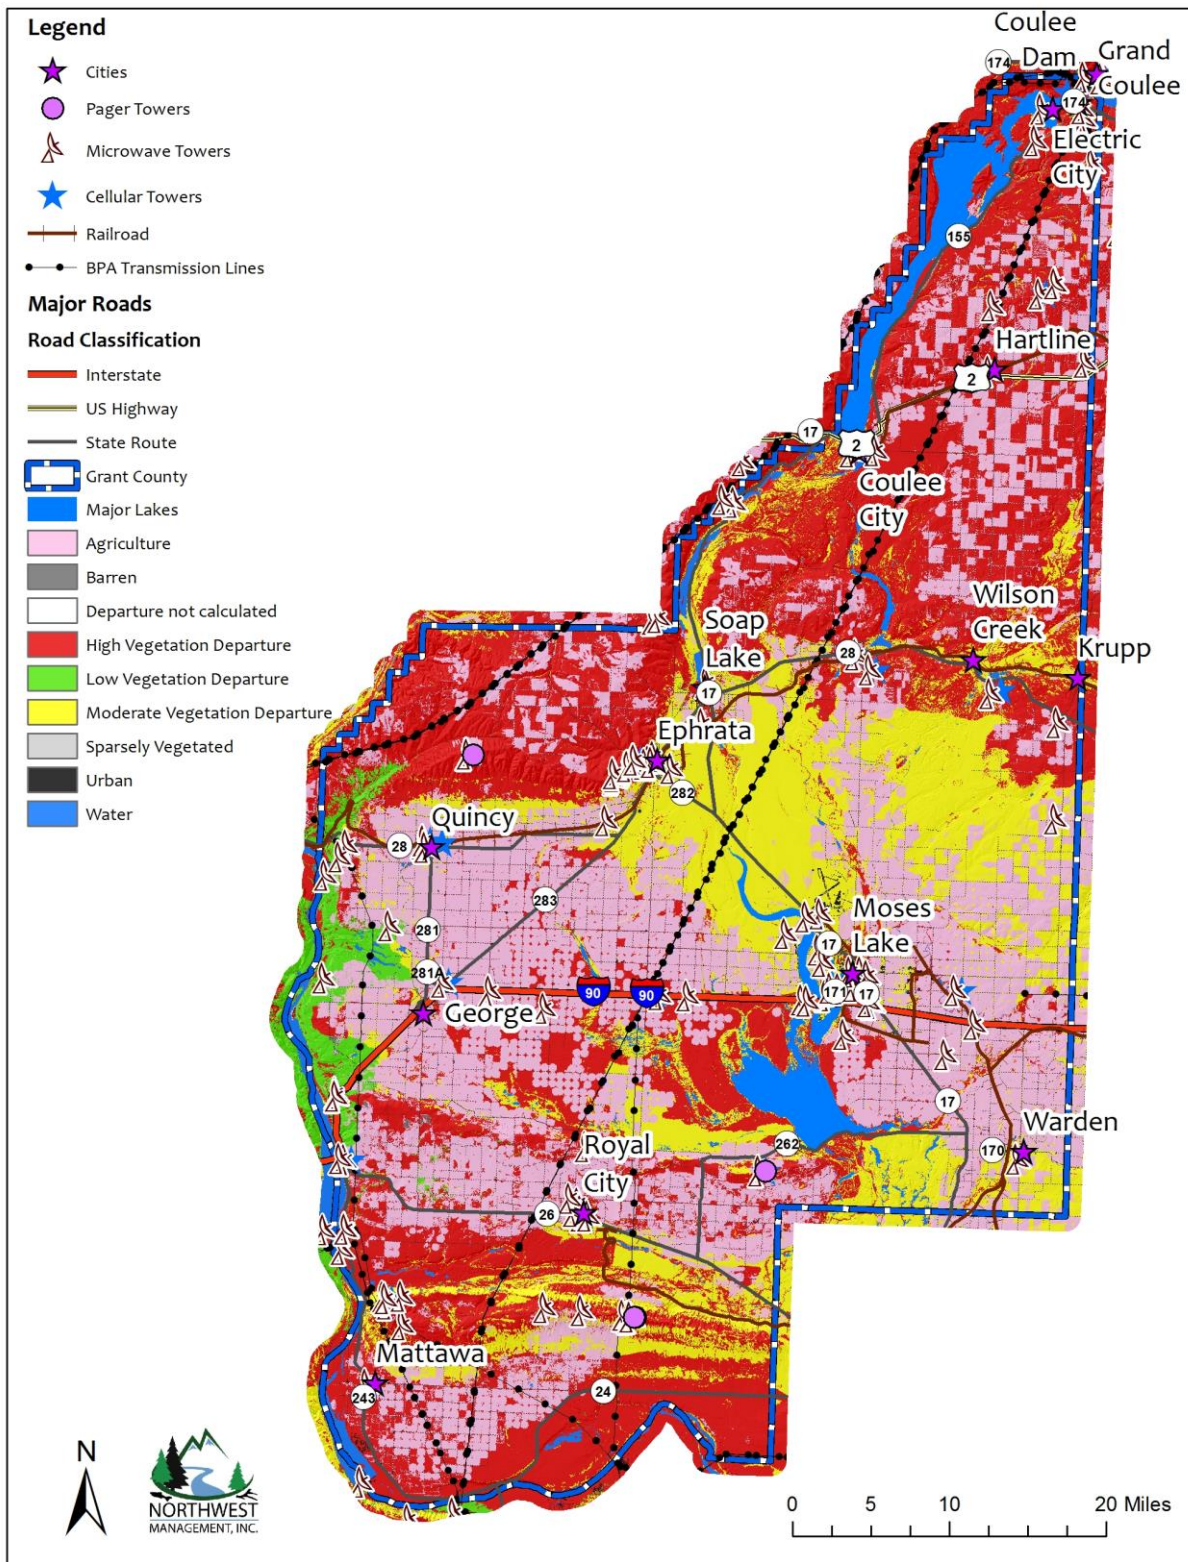 Legend
Cities
Pager Towers
Microwave Towers
Cellular Towers
Railroad
BPA Transmission Lines
Major Roads
Road Classification
Interstate
US Highway
State Route
Grant County
Major Lakes
Agriculture
Barren
Departure not calculated
High Vegetation Departure
Low Vegetation Departure
Moderate Vegetation Departure
Sparsely Vegetated
Urban
Water
Coulee
Dam
Grand
Coulee
174
174
Electric
City
155
Hartline
2
17
2
Coulee
City
Wilson
Creek
Krupp
Soap
Lake
28
17
Ephrata
282
Quincy
28
283
281
281A
Moses
Lake
17
90
90
171
17
George
17
Warden
170
262
Royal
City
26
Mattawa
243
24
N
NORTHWEST
MANAGEMENT, INC.
0 5 10 20 Miles